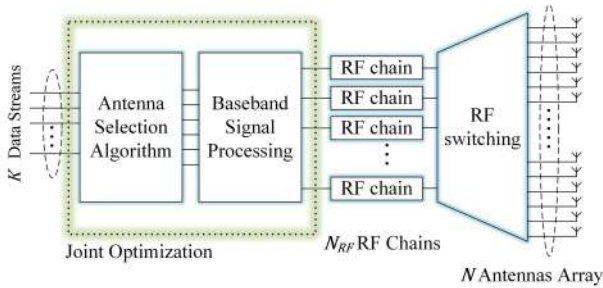 K Data Streams
Antenna
Selection
Algorithm
Baseband
Signal
Processing
RF chain
RF chain
RF chain
RF chain
RF
switching
Joint Optimization
NRF RF Chains
N Antennas Array